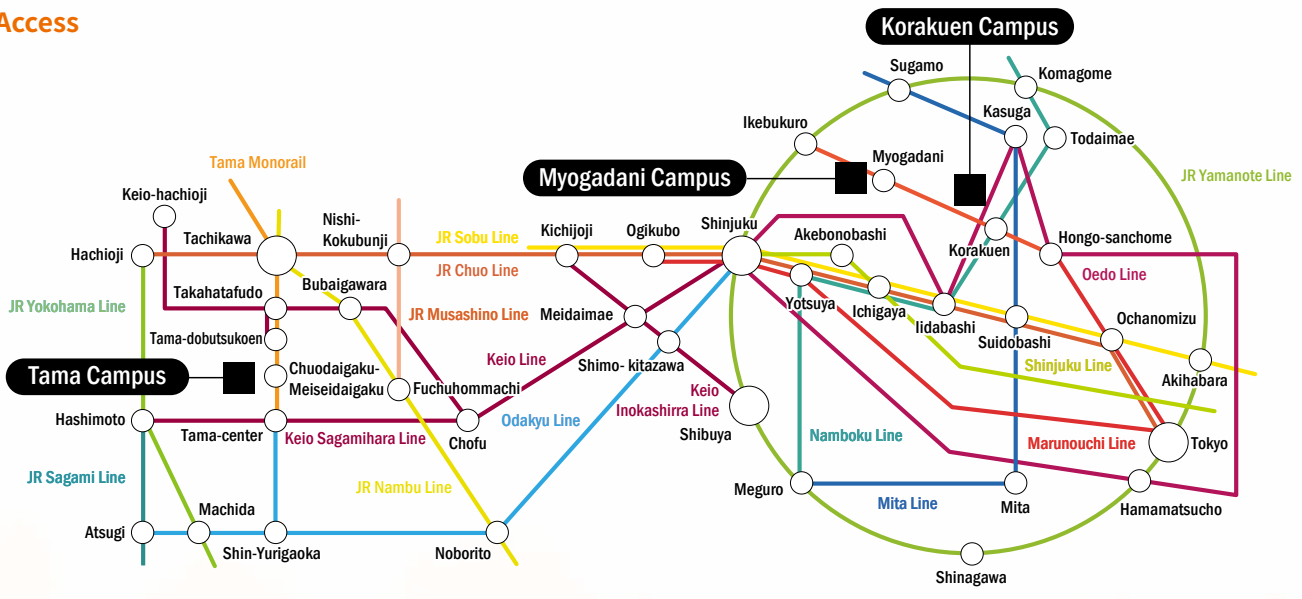 Access
Korakuen Campus
Sugamo
Komagome
Kasuga
Ikebukuro
Todaimae
Myogadani
Tama Monorail
Myogadani Campus
JR Yamanote Line
Keio-hachioji
Nishi-
Kokubunji
Tachikawa
Shinjuku
Kichijoji
Ogikubo
Akebonobashi
JR Sobu Line
Hongo-sanchome
Hachioji
Korakuen
JR Chuo Line
Oedo Line
Bubaigawara
Takahatafudo
JR Yokohama Line
Yotsuya
Ichigaya
JR Musashino Line
Meidaimae
Iidabashi
Ochanomizu
Tama-dobutsukoen
Suidobashi
Keio Line
Shimo- kitazawa
Shinjuku Line
Chuodaigaku-
Meiseidaigaku
Tama Campus
Akihabara
Fuchuhommachi
Keio
Inokashirra Line
Hashimoto
Odakyu Line
Tama-center
Keio Sagamihara Line
Chofu
Shibuya
Namboku Line
Marunouchi Line
Tokyo
JR Sagami Line
JR Nambu Line
Meguro
Mita Line
Mita
Hamamatsucho
Machida
Atsugi
Shin-Yurigaoka
Noborito
Shinagawa